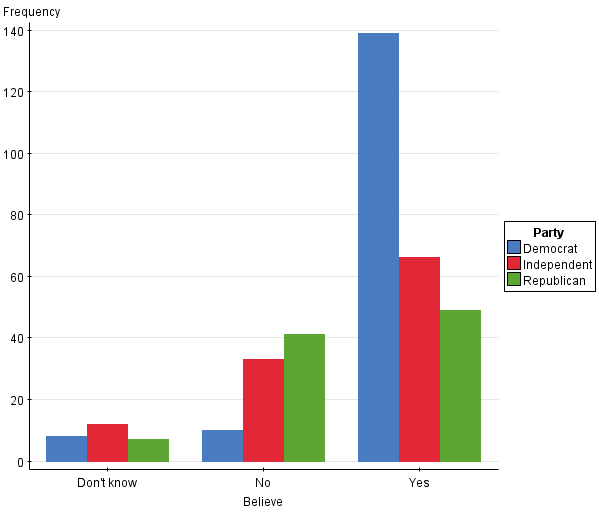 Frequency
140
120
100
80
60
40
20
0
Don't know No Yes
Believe
Party
Democrat
Independent
Republican